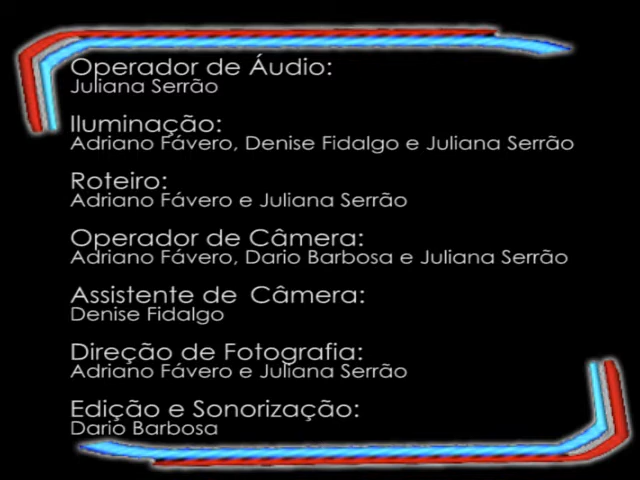 Operador de Áudio:
Juliana Serrão
Iluminação:
Adriano Fávero, Denise Fidalgo e Juliana Serrão
Roteiro:
Adriano Fávero e Juliana Serrão
Operador de Câmera:
Adriano Fávero, Dario Barbosa e Juliana Serrão
Assistente de Câmera:
Denise Fidalgo
Direção de Fotografia:
Adriano Fávero e Juliana Serrão
Edição e Sonorização:
Dario Barbosa